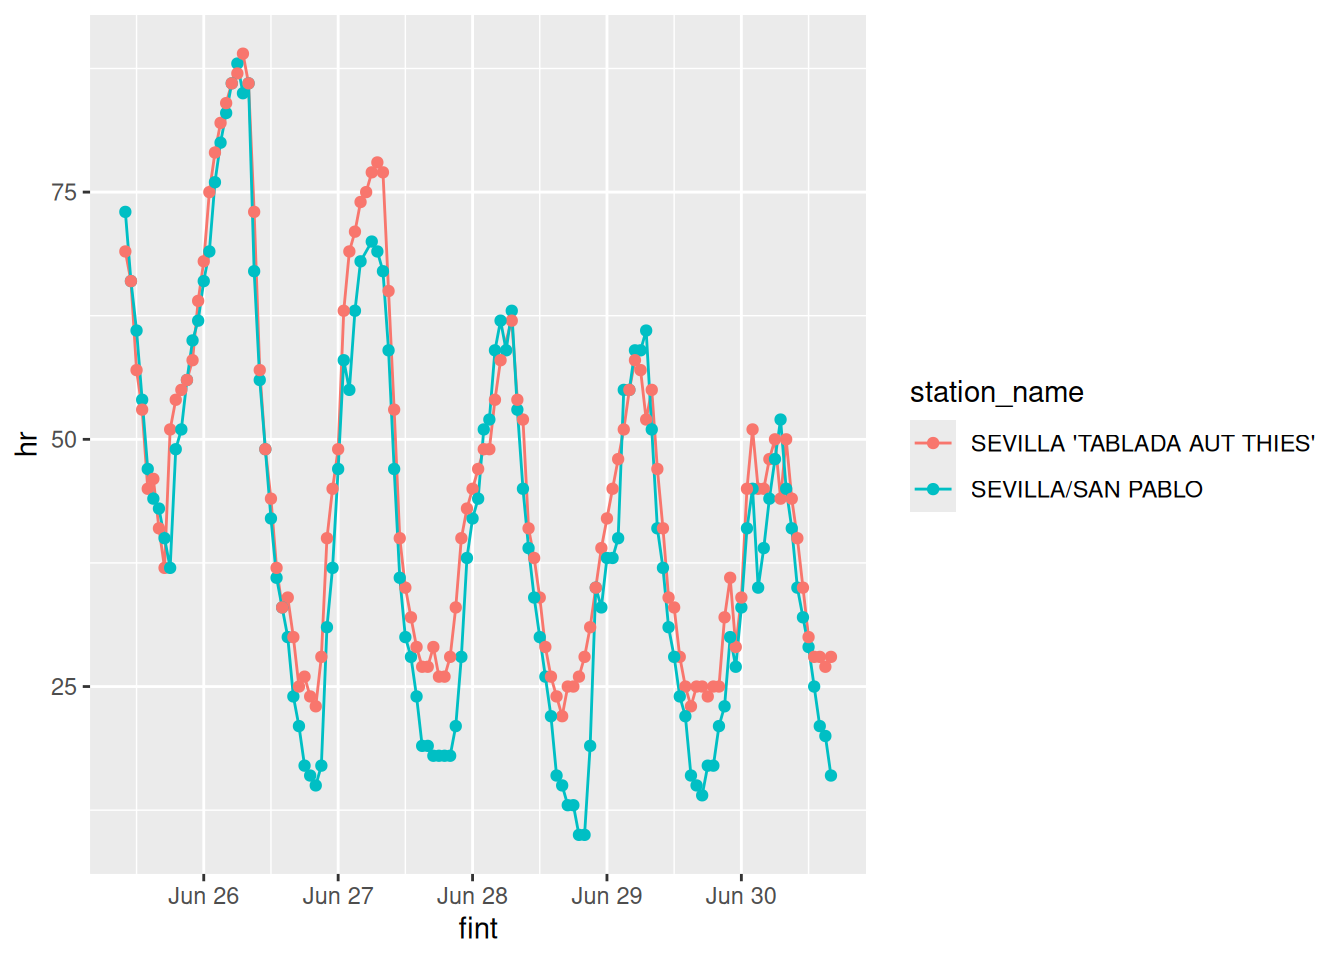 75
50
25
hr
Jun 26
Jun 27
Jun 28
Jun 29
Jun 30
fint
station_name
SEVILLA 'TABLADA AUT THIES'
SEVILLA/SAN PABLO